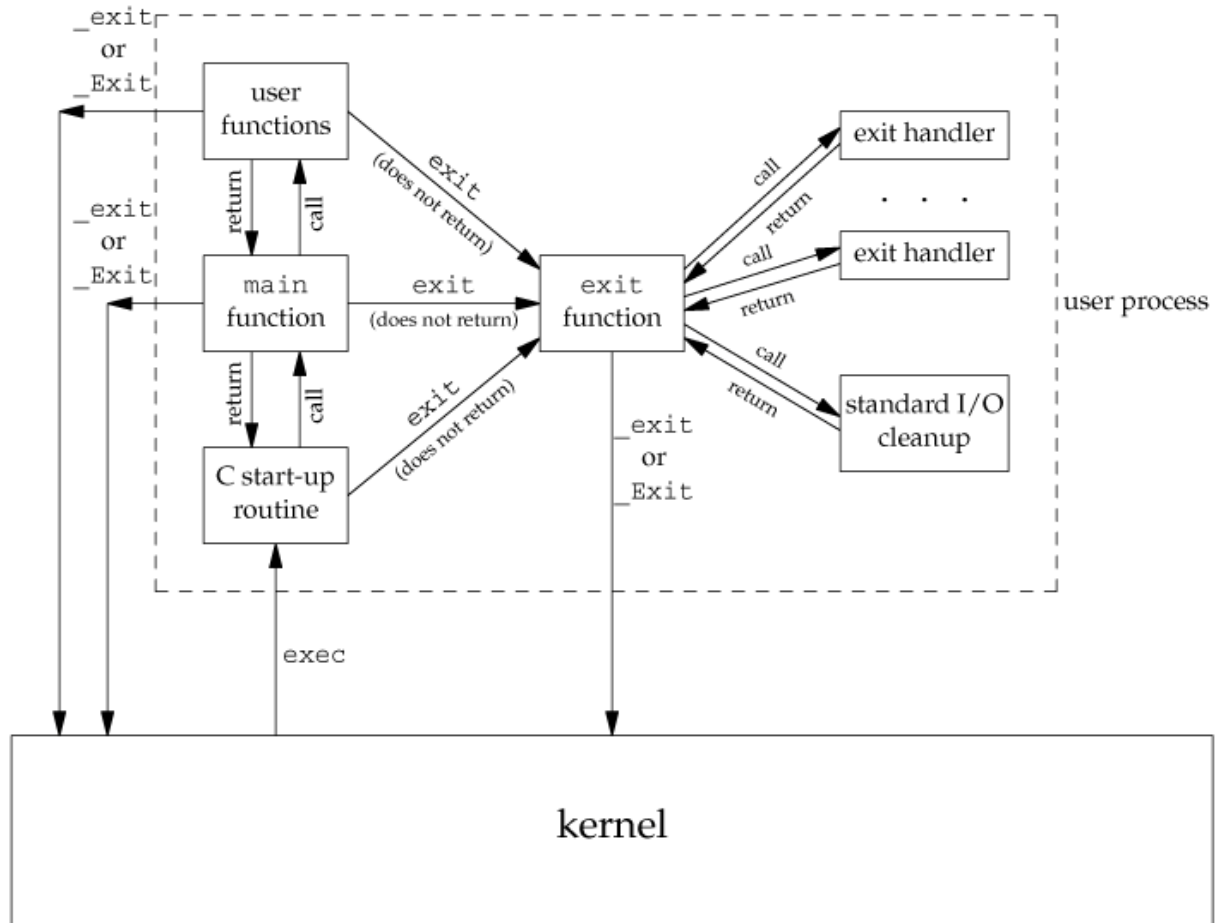 _exit
or
_Exit
user
functions
exit
(does not return)
call
return
exit handler
. . .
return
call
_exit
or
_Exit
main
function
exit
(does not return)
exit
function
call
return
exit handler
user process
return
call
exit
(does not return)
call
return
standard I/O
cleanup
C start-up
routine
_exit
or
_Exit
exec
kernel